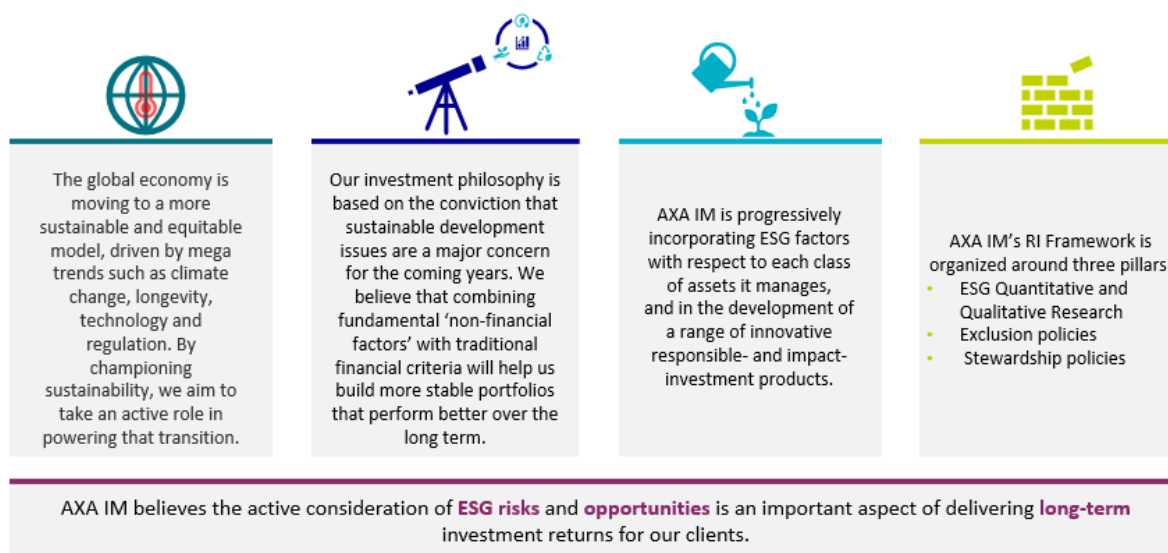 The global economy is
moving to a more
sustainable and equitable
model, driven by mega
trends such as climate
change, longevity,
technology and
regulation. By
championing
sustainability, we aim to
take an active role in
powering that transition.
Our investment philosophy is
based on the conviction that
sustainable development
issues are a major concern
for the coming years. We
believe that combining
fundamental ‘non-financial
factors’ with traditional
financial criteria will help us
build more stable portfolios
that perform better over the
long term.
AXA IM is progressively
incorporating ESG factors
with respect to each class
of assets it manages,
and in the development of
a range of innovative
responsible- and impact-
investment products.
AXA IM’s RI Framework is
organized around three pillars
• ESG Quantitative and
Qualitative Research
• Exclusion policies
• Stewardship policies
AXA IM believes the active consideration of ESG risks and opportunities is an important aspect of delivering long-term
investment returns for our clients.